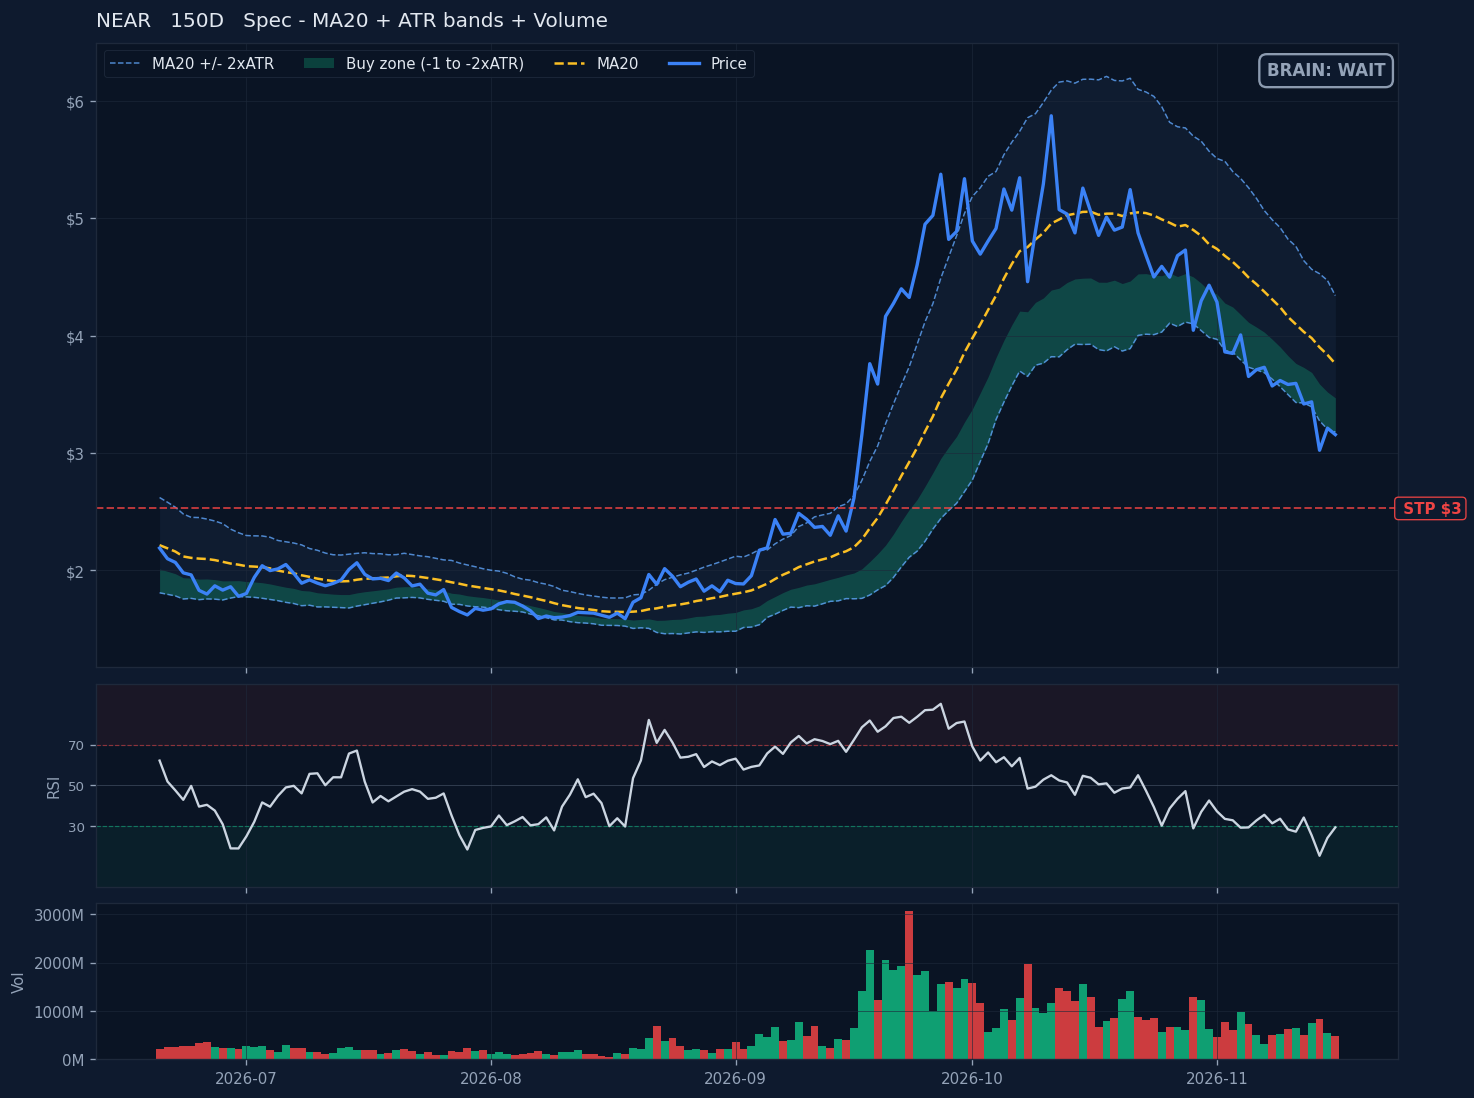 NEAR   150D   Spec - MA20 + ATR bands + Volume
MA20 +/- 2xATR
Buy zone (-1 to -2xATR)
MA20
Price
BRAIN: WAIT
$6
$5
$4
$3
$2
STP $3
RSI
70
50
30
Vol
3000M
2000M
1000M
0M
2026-07
2026-08
2026-09
2026-10
2026-11